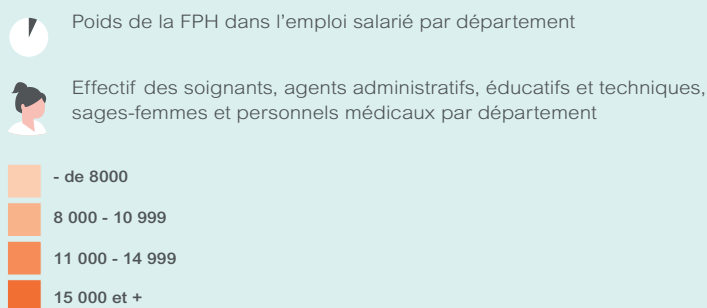 Poids de la FPH dans l’emploi salarié par département
Effectif des soignants, agents administratifs, éducatifs et techniques,
sages-femmes et personnels médicaux par département
- de 8000
8 000 - 10 999
11 000 - 14 999
15 000 et +